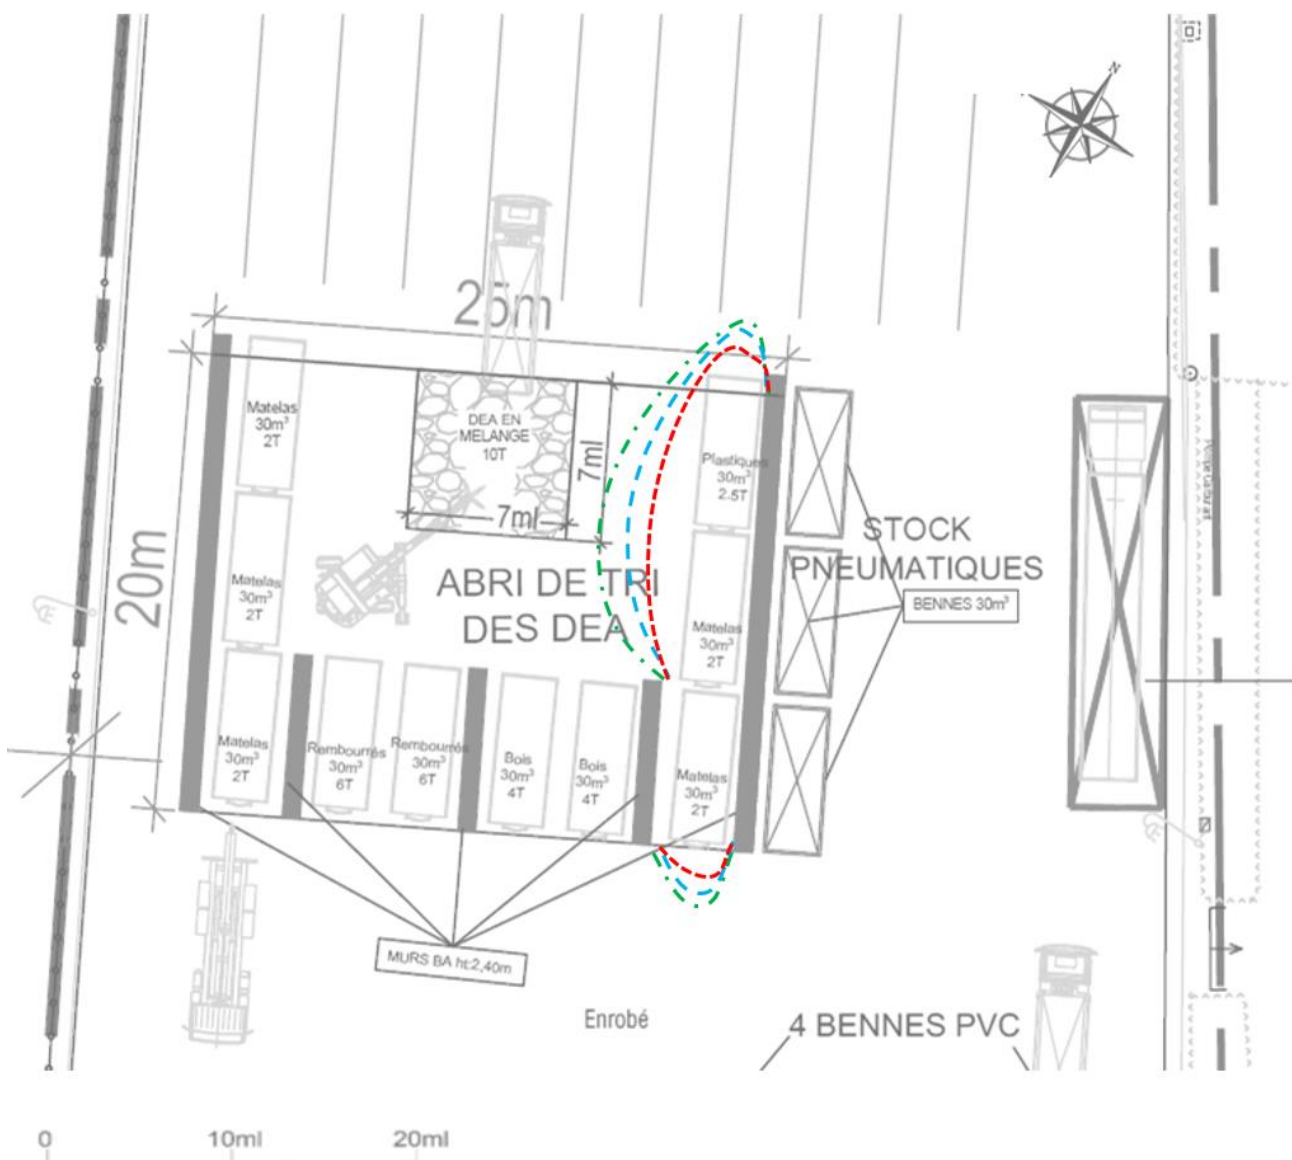 N
25m
Matelas
30m³
2T
DEA EN
MELANGE
10T
7ml
7ml
Plastiques
30m³
2.5T
STOCK
PNEUMATIQUES
BENNES 30m³
20m
Matelas
30m³
2T
ABRI DE TRI
DES DEA
Matelas
30m³
2T
Matelas
30m³
2T
Rembourrés
30m³
6T
Rembourrés
30m³
6T
Bois
30m³
4T
Bois
30m³
4T
Matelas
30m³
2T
MURS BA ht:2,40m
Enrobé
4 BENNES PVC
0
10ml
20ml